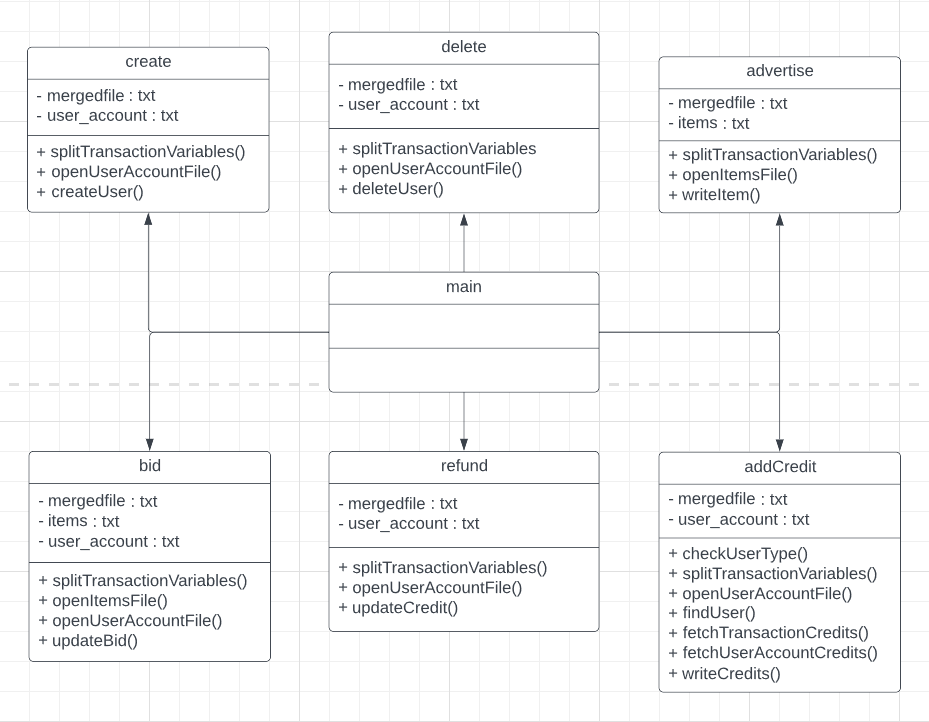 create
- mergedfile : txt
- user_account : txt
+ splitTransactionVariables()
+ openUserAccountFile()
+ createUser()
delete
- mergedfile : txt
- user_account : txt
+ splitTransactionVariables
+ openUserAccountFile()
+ deleteUser()
advertise
- mergedfile : txt
- items : txt
+ splitTransactionVariables()
+ openItemsFile()
+ writeItem()
main
bid
- mergedfile : txt
- items : txt
- user_account : txt
+ splitTransactionVariables()
+ openItemsFile()
+ openUserAccountFile()
+ updateBid()
refund
- mergedfile : txt
- user_account : txt
+ splitTransactionVariables()
+ openUserAccountFile()
+ updateCredit()
addCredit
- mergedfile : txt
- user_account : txt
+ checkUserType()
+ splitTransactionVariables()
+ openUserAccountFile()
+ findUser()
+ fetchTransactionCredits()
+ fetchUserAccountCredits()
+ writeCredits()